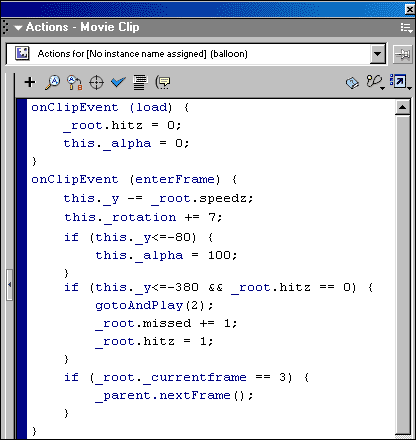 Actions - Movie Clip
Actions for [No instance name assigned] (balloon)
onClipEvent (load) {
    _root.hitz = 0;
    this._alpha = 0;
}
onClipEvent (enterFrame) {
    this._y -= _root.speedz;
    this._rotation += 7;
    if (this._y<=-80) {
        this._alpha = 100;
    }
    if (this._y<=-380 && _root.hitz == 0) {
        gotoAndPlay(2);
        _root.missed += 1;
        _root.hitz = 1;
    }
    if (_root._currentframe == 3) {
        _parent.nextFrame();
    }
}